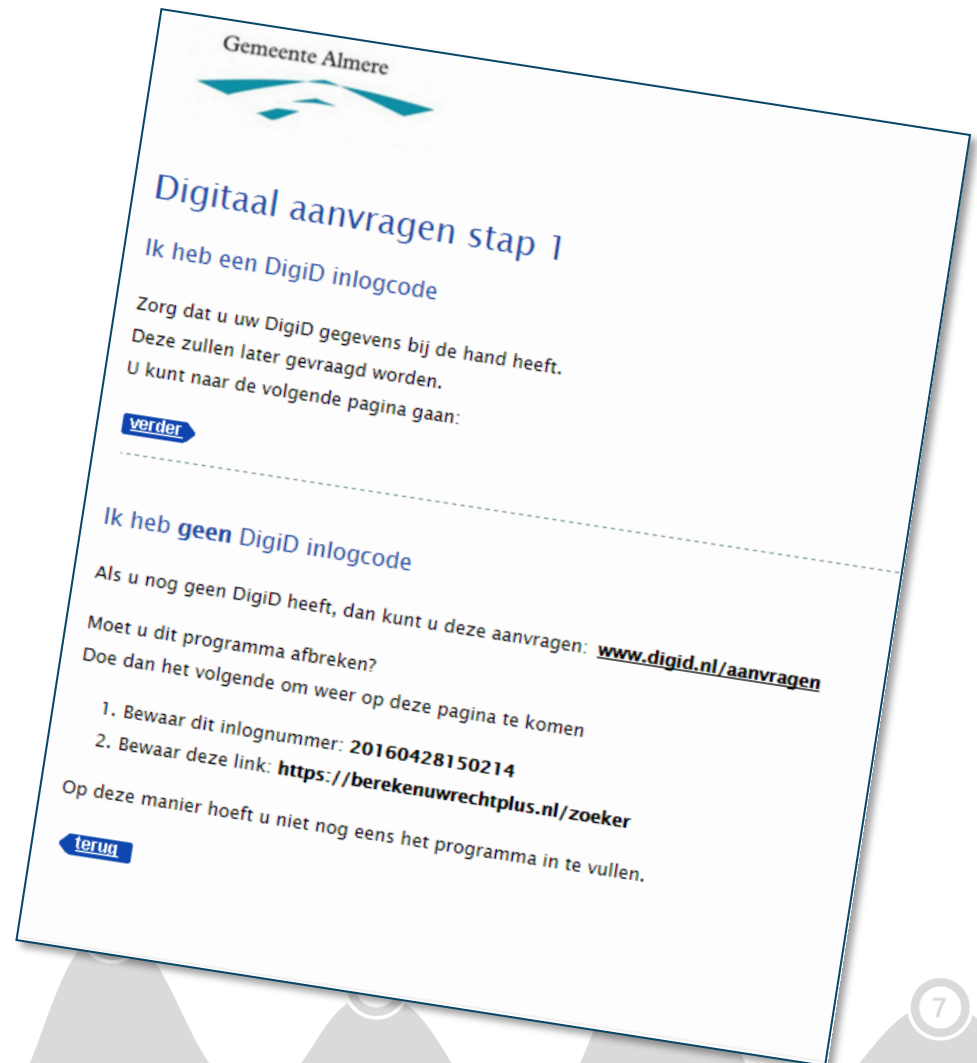 Gemeente Almere
Digitaal aanvragen stap 1
Ik heb een DigiD inlogcode
Zorg dat u uw DigiD gegevens bij de hand heeft.
Deze zullen later gevraagd worden.
U kunt naar de volgende pagina gaan:
verder
Ik heb geen DigiD inlogcode
Als u nog geen DigiD heeft, dan kunt u deze aanvragen: www.digid.nl/aanvragen
Moet u dit programma afbreken?
Doe dan het volgende om weer op deze pagina te komen
1. Bewaar dit inlognummer: 20160428150214
2. Bewaar deze link: https://berekenuwrechtplus.nl/zoeker
Op deze manier hoeft u niet nog eens het programma in te vullen.
terug
7